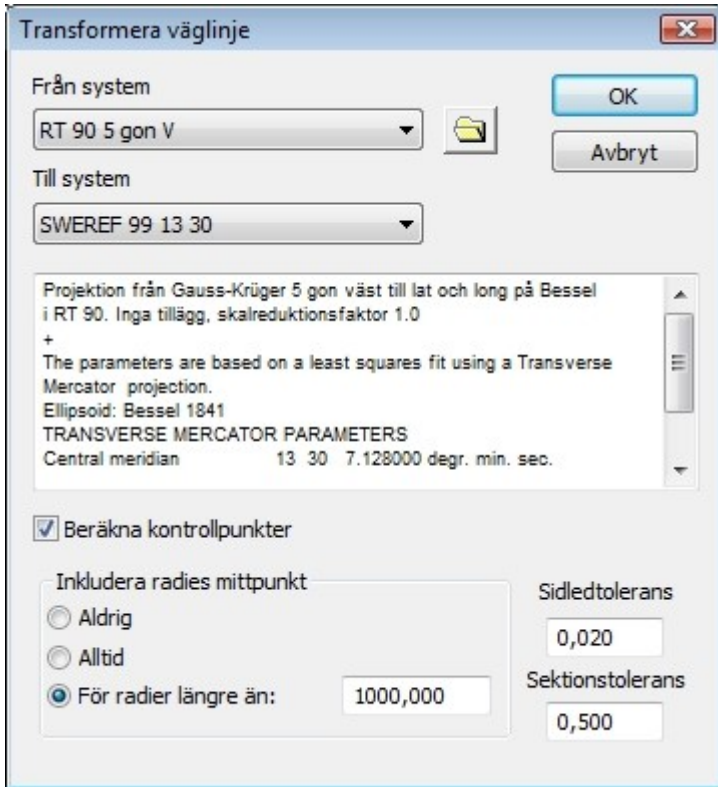 Transformera väglinje
Från system
OK
RT 90 5 gon V
Avbryt
Till system
SWEREF 99 13 30
Projektion från Gauss-Krüger 5 gon väst till lat och long på Bessel
i RT 90. Inga tillägg, skalreduktionsfaktor 1.0
+
The parameters are based on a least squares fit using a Transverse
Mercator projection.
Ellipsoid: Bessel 1841
TRANSVERSE MERCATOR PARAMETERS
Central meridian 13 30 7.128000 degr. min. sec.
Beräkna kontrollpunkter
Inkludera radies mittpunkt
Aldrig
Alltid
För radier längre än: 1000,000
Sidledtolerans
0,020
Sektionstolerans
0,500